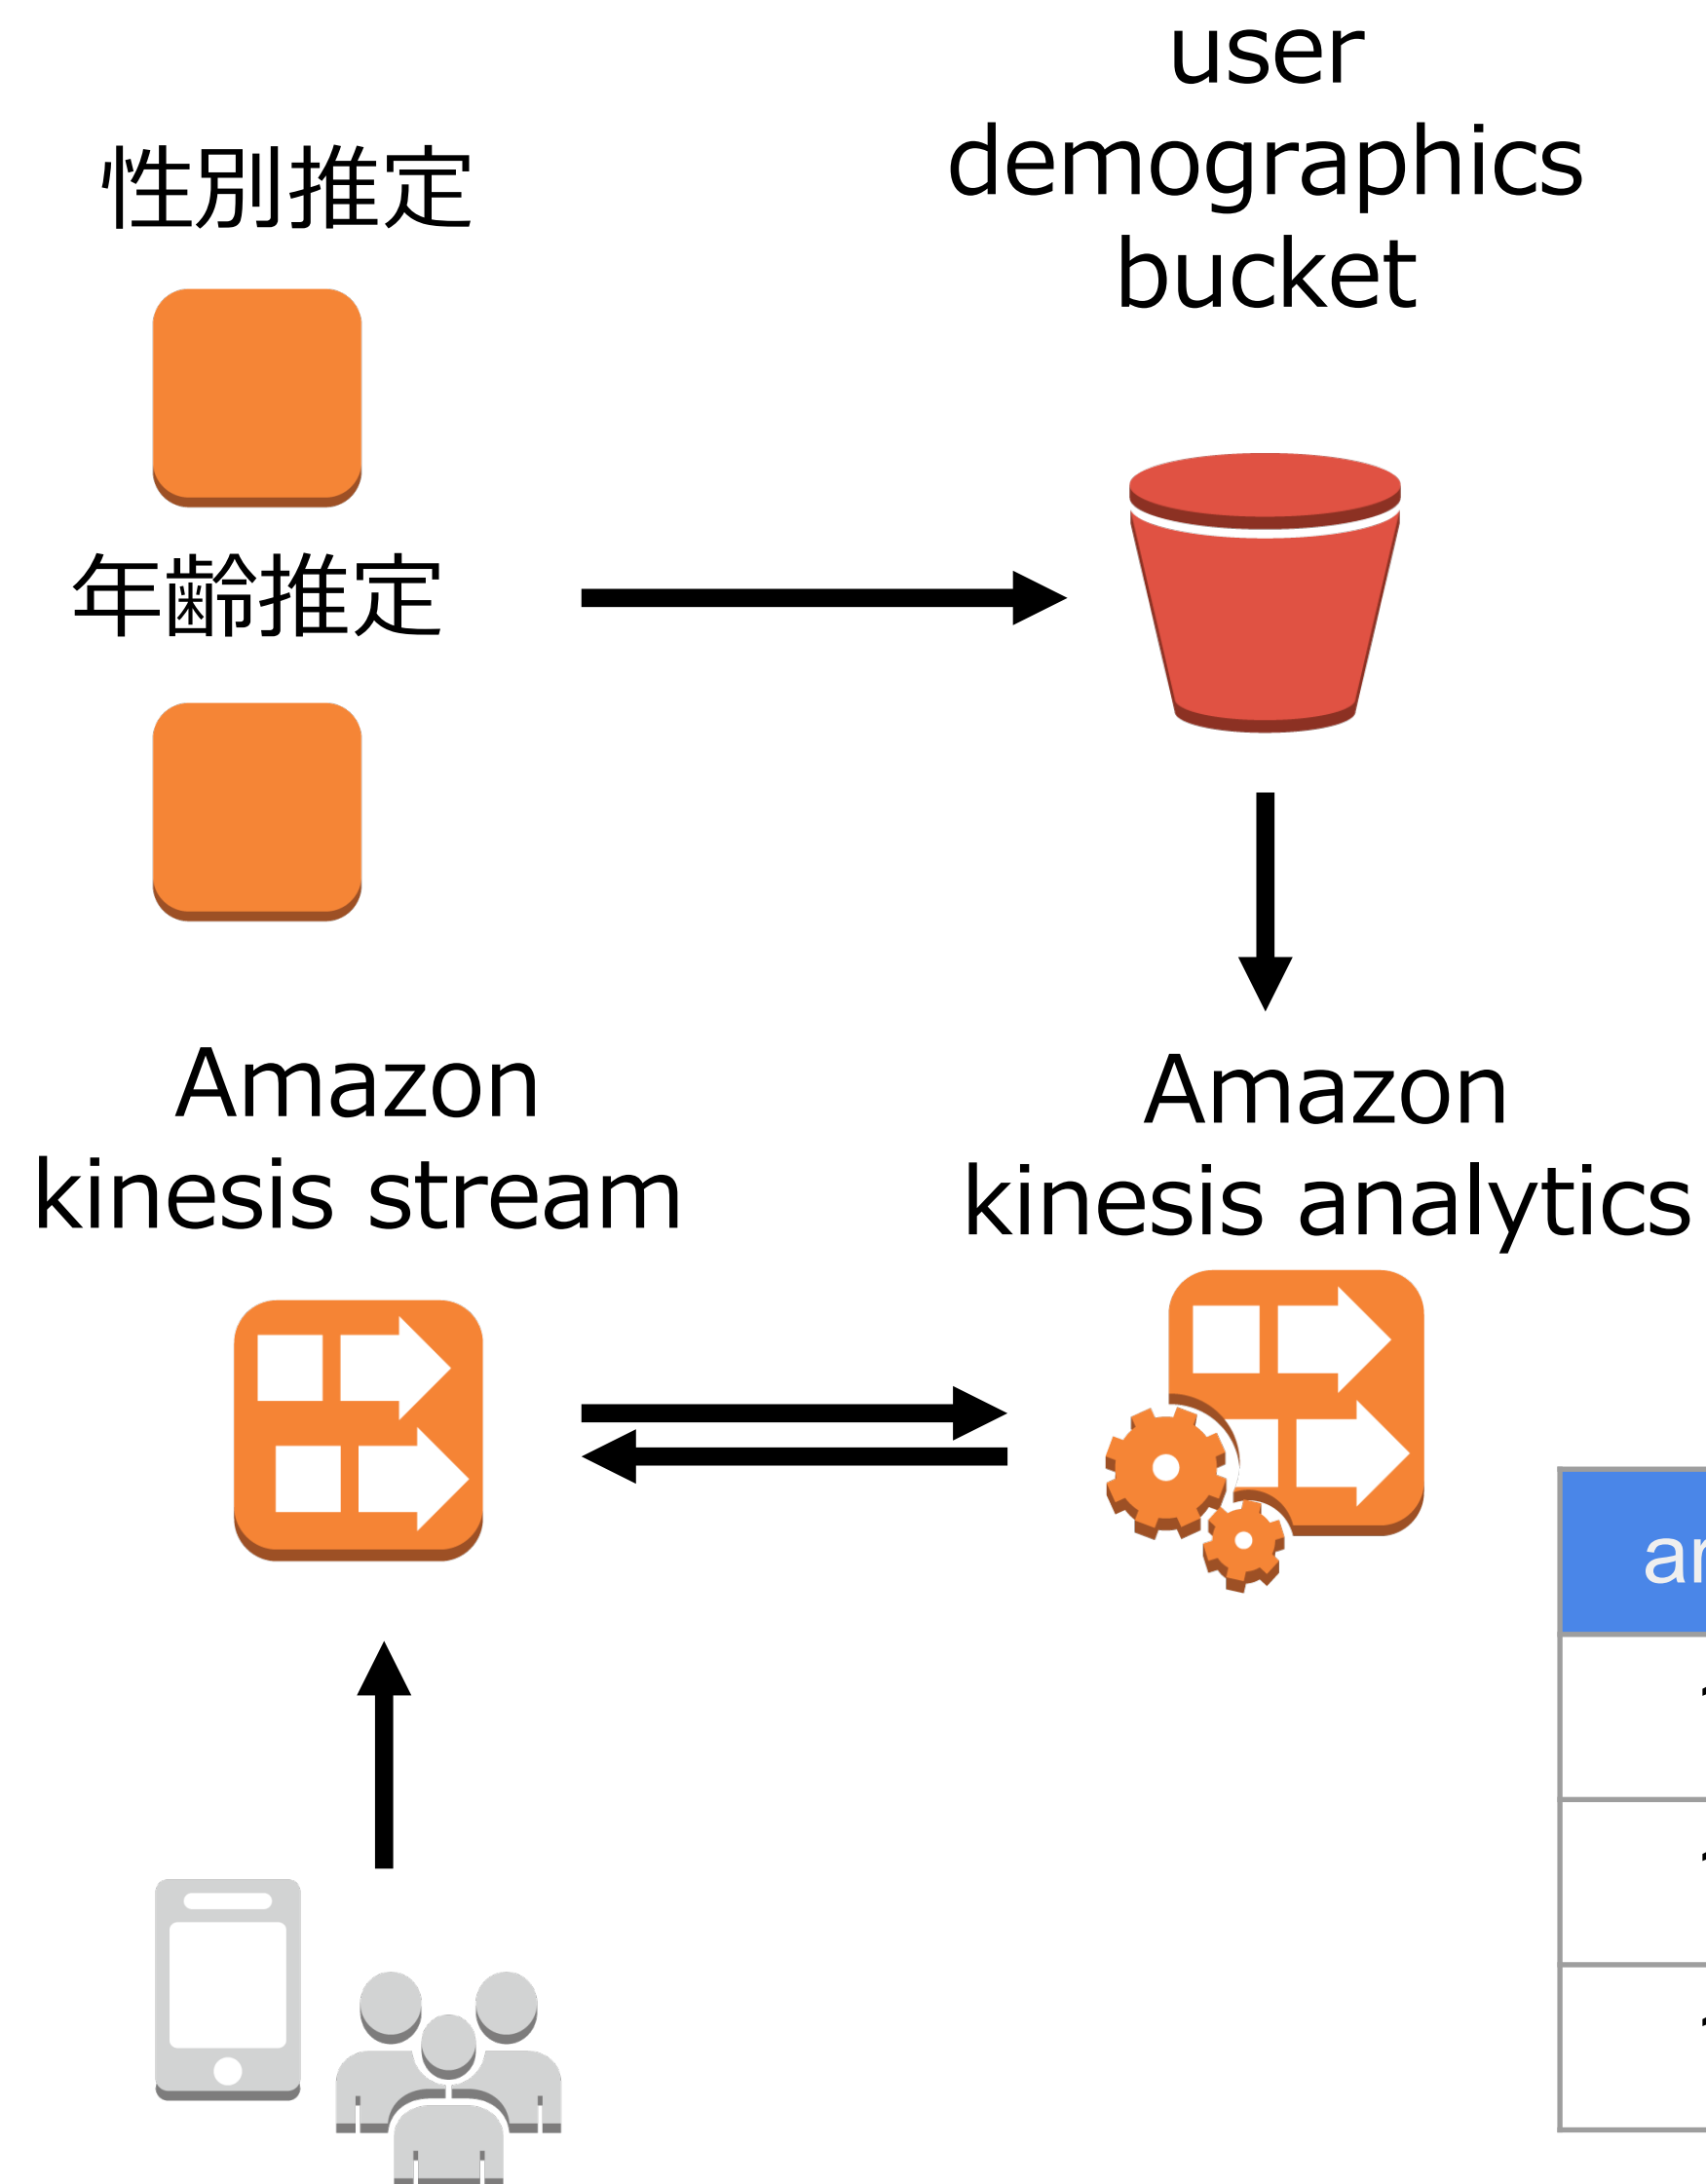 user
demographics
bucket
性別推定
年齢推定
Amazon
kinesis stream
Amazon
kinesis analytics